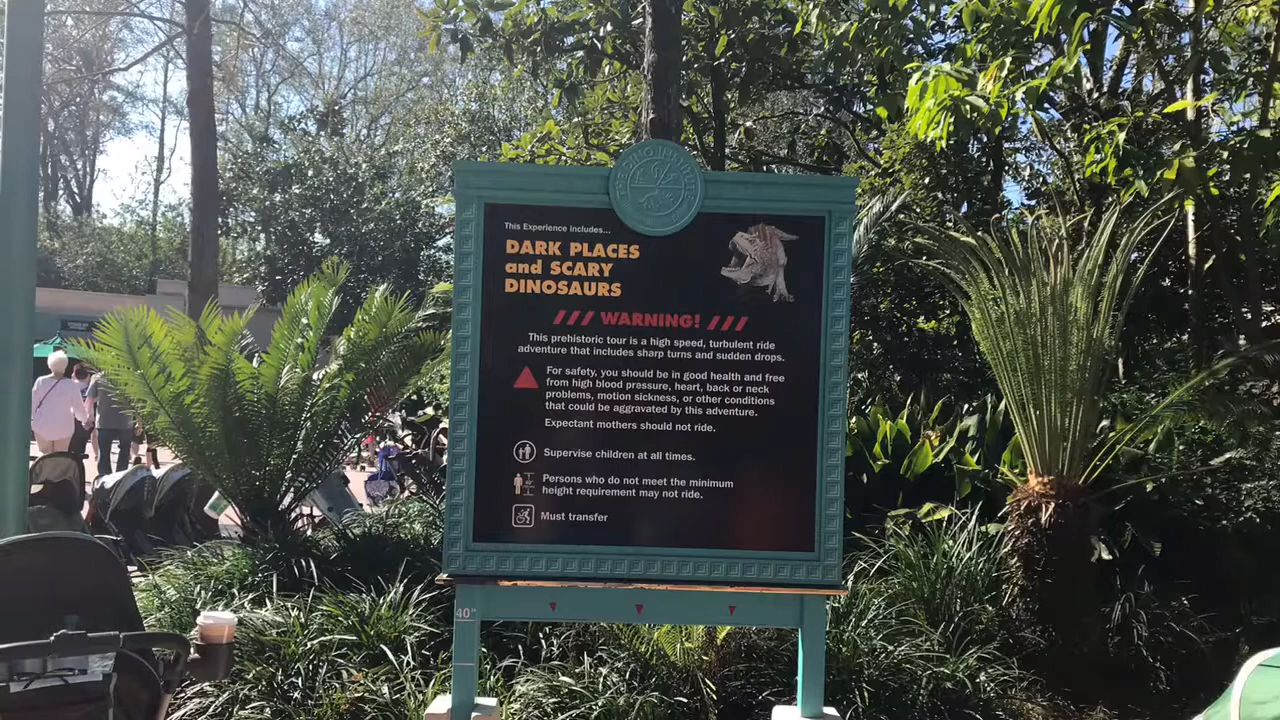 THE DINO INSTITUTE
This Experience includes...
DARK PLACES
and SCARY
DINOSAURS
WARNING!
This prehistoric tour is a high speed, turbulent ride
adventure that includes sharp turns and sudden drops.
For safety, you should be in good health and free
from high blood pressure, heart, back or neck
problems, motion sickness, or other conditions
that could be aggravated by this adventure.
Expectant mothers should not ride.
Supervise children at all times.
Persons who do not meet the minimum
height requirement may not ride.
Must transfer
40"